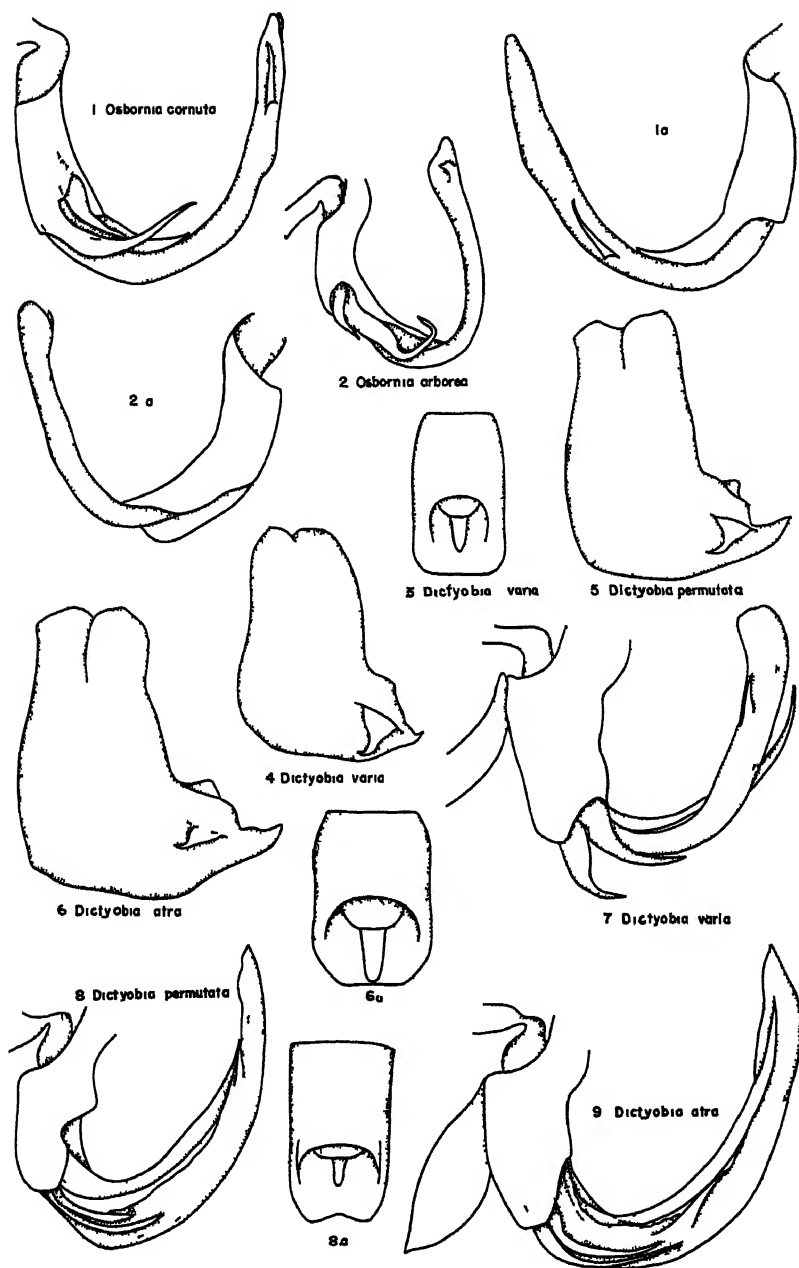 1 Osbornia cornuta
1a
2 Osbornia arborea
2 a
3 Dictyobia varia
5 Dictyobia permutata
4 Dictyobia varia
6 Dictyobia atra
7 Dictyobia varia
6a
8 Dictyobia permutata
9 Dictyobia atra
8a